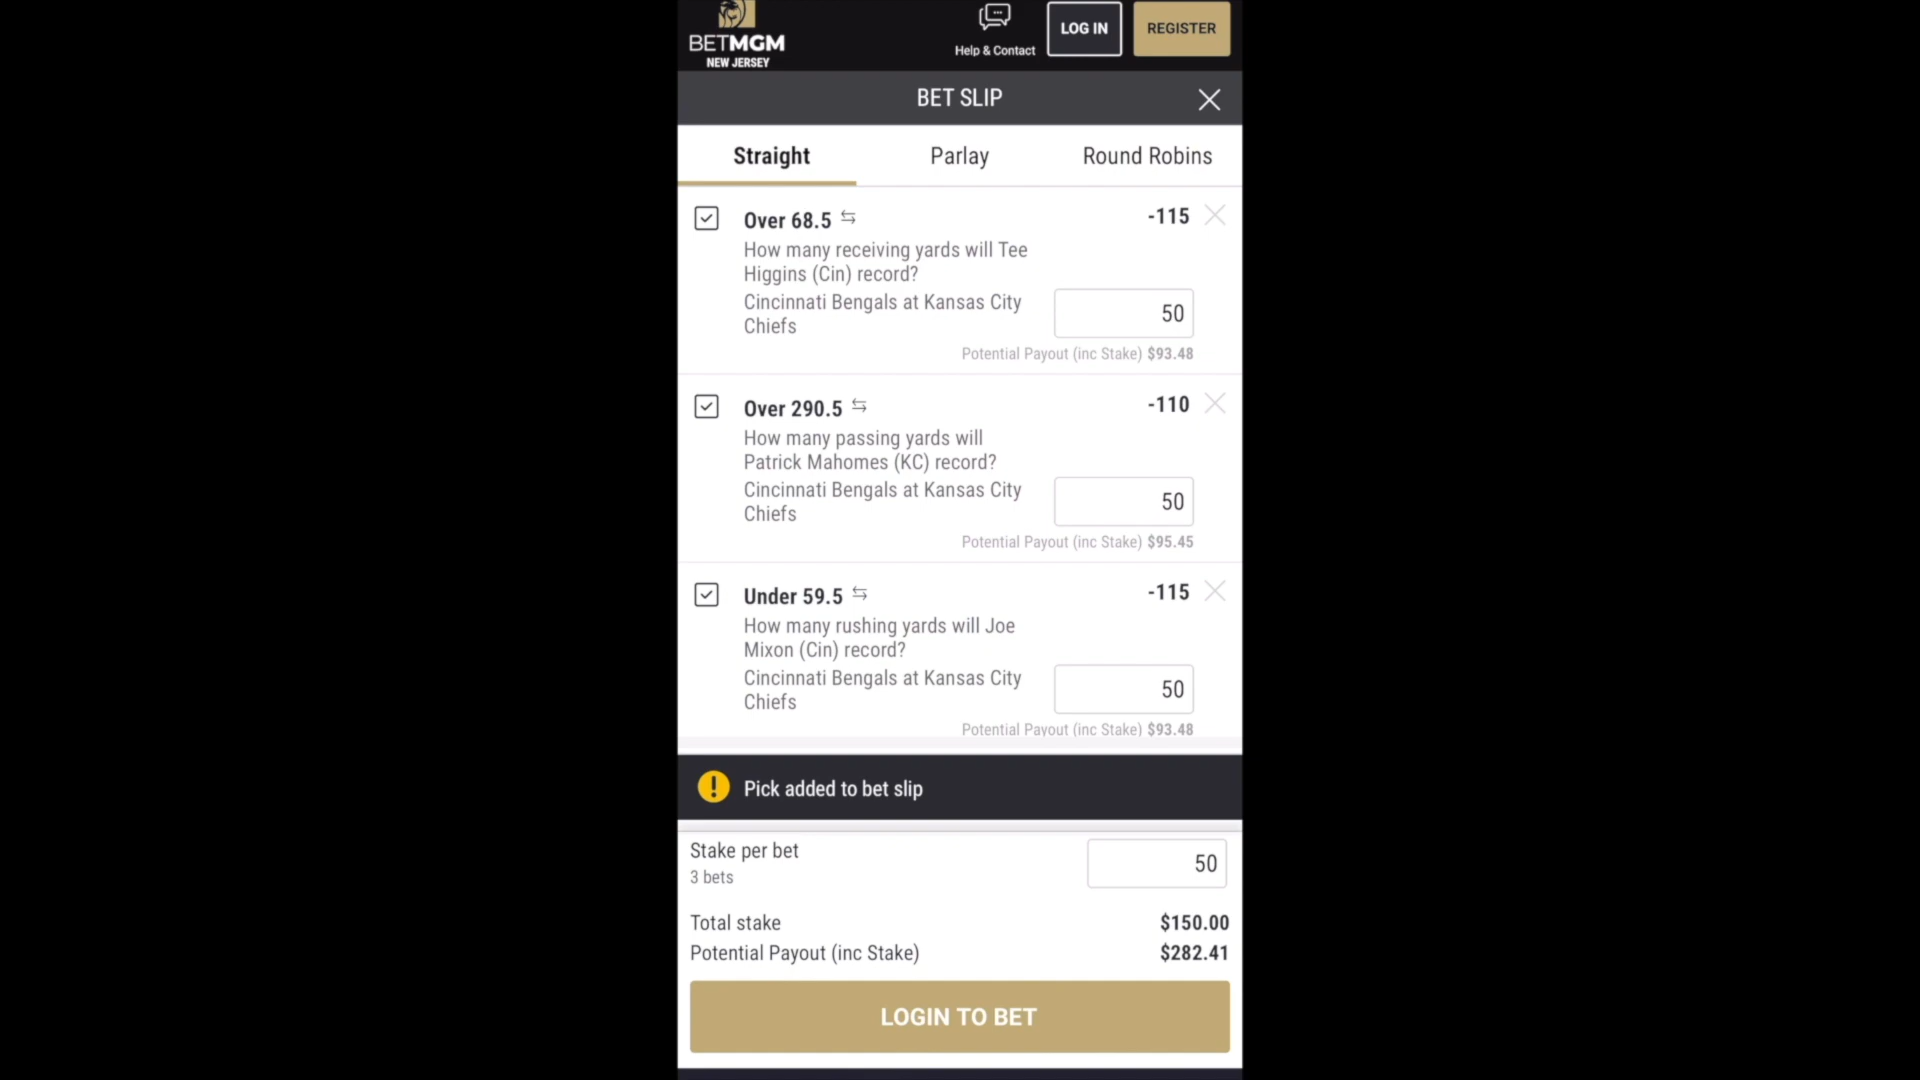 BETMGM
NEW JERSEY
Help & Contact
LOG IN
REGISTER
BET SLIP
Straight
Parlay
Round Robins
Over 68.5
-115
How many receiving yards will Tee
Higgins (Cin) record?
Cincinnati Bengals at Kansas City
Chiefs
50
Potential Payout (inc Stake) $93.48
Over 290.5
-110
How many passing yards will
Patrick Mahomes (KC) record?
Cincinnati Bengals at Kansas City
Chiefs
50
Potential Payout (inc Stake) $95.45
Under 59.5
-115
How many rushing yards will Joe
Mixon (Cin) record?
Cincinnati Bengals at Kansas City
Chiefs
50
Potential Payout (inc Stake) $93.48
Pick added to bet slip
Stake per bet
3 bets
50
Total stake
$150.00
Potential Payout (inc Stake)
$282.41
LOGIN TO BET